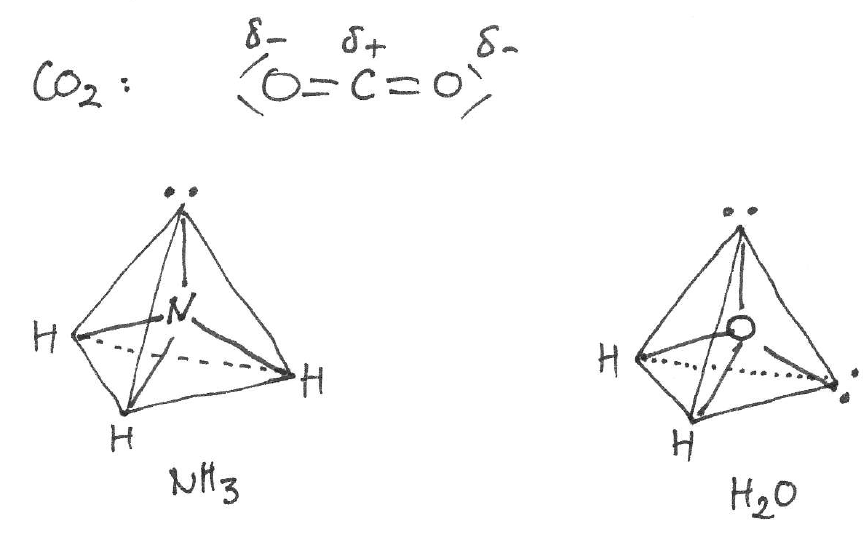 δ- δ+ δ-
CO2: O=C=O
N
H
H
H
NH3
O
H
H
H2O